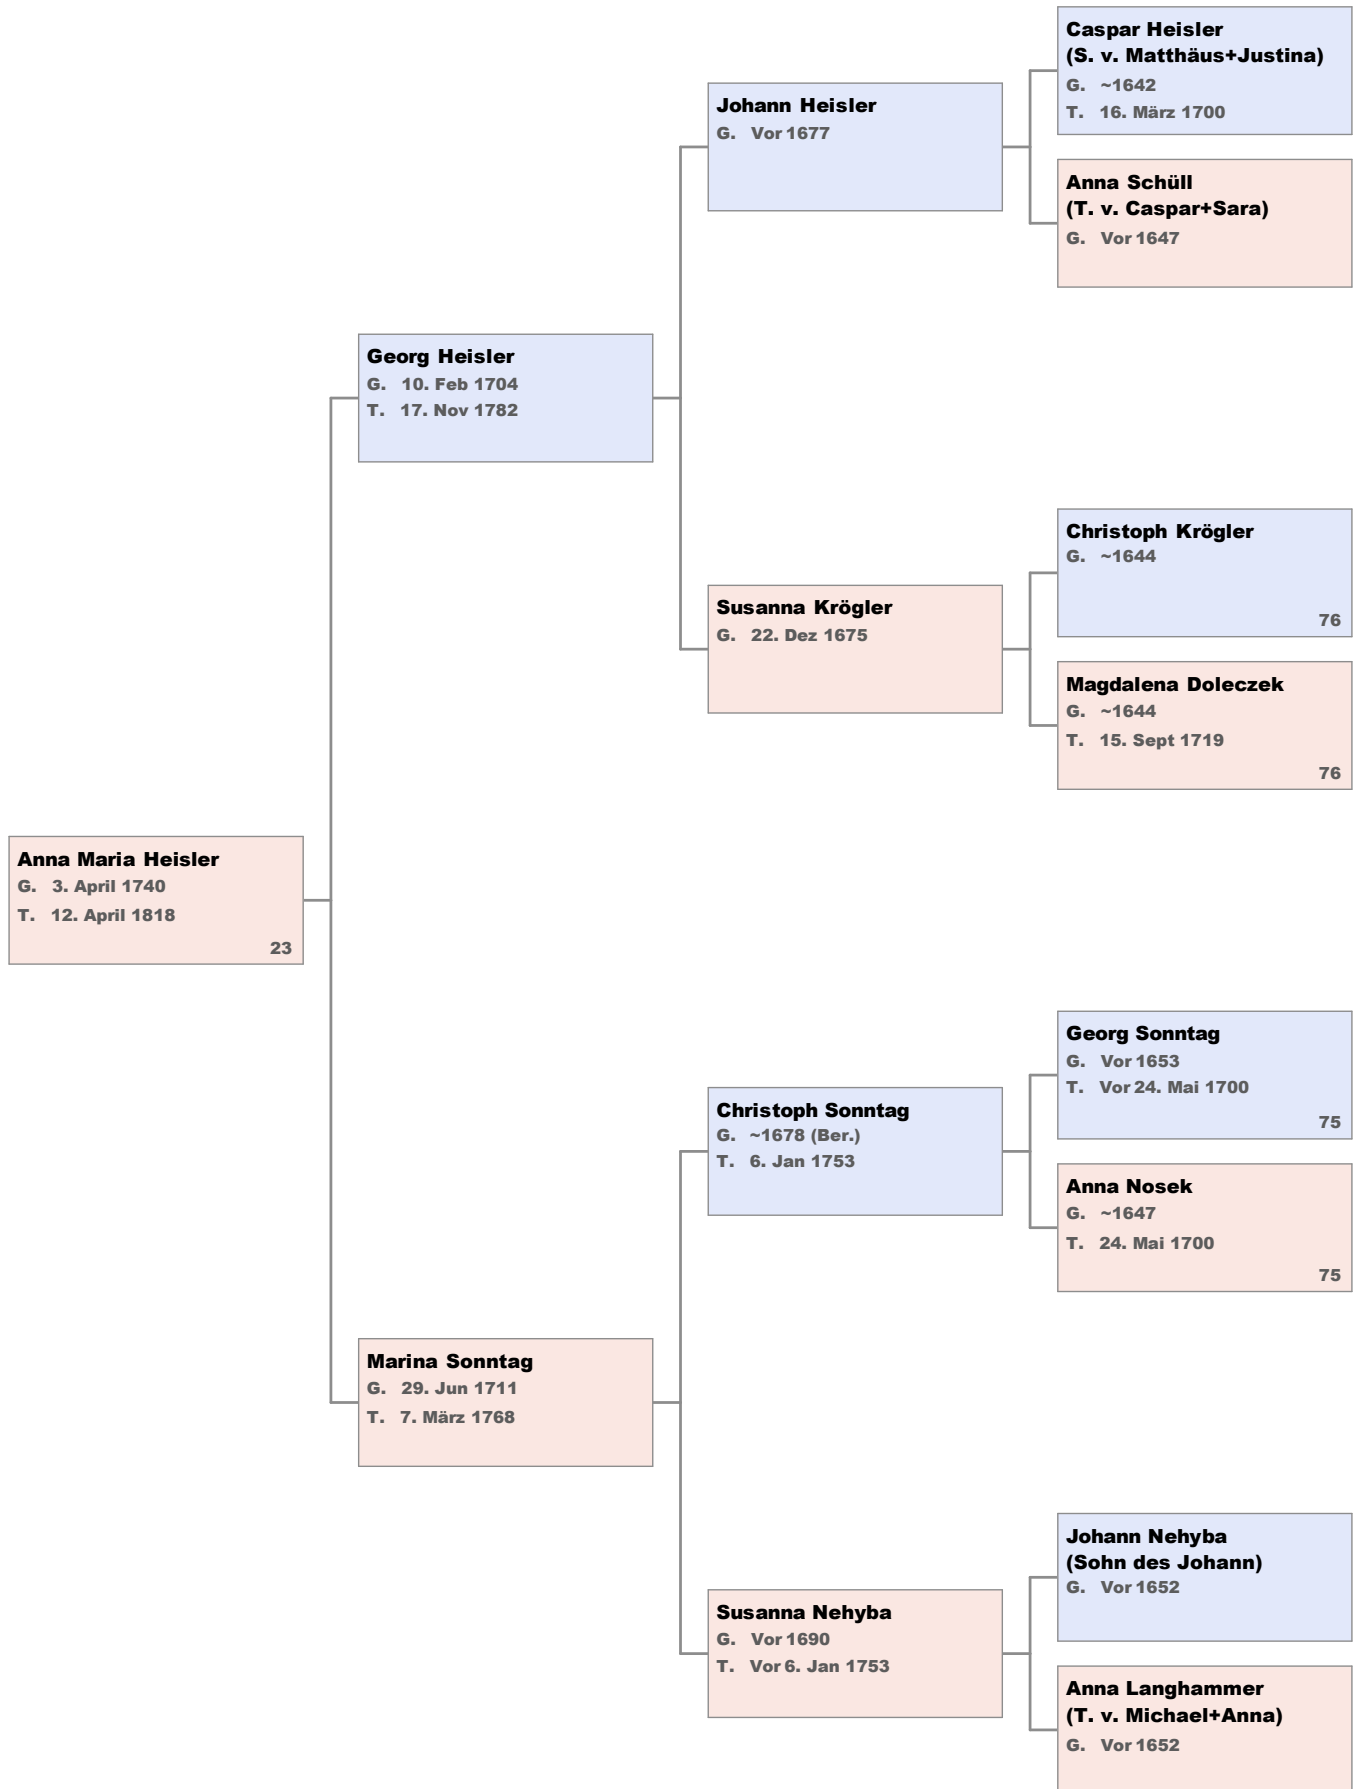 Caspar Heisler
(S. v. Matthäus+Justina)
G. ~1642
T. 16. März 1700
Johann Heisler
G. Vor 1677
Anna Schüll
(T. v. Caspar+Sara)
G. Vor 1647
Georg Heisler
G. 10. Feb 1704
T. 17. Nov 1782
Christoph Krögler
G. ~1644
76
Susanna Krögler
G. 22. Dez 1675
Magdalena Doleczek
G. ~1644
T. 15. Sept 1719
76
Anna Maria Heisler
G. 3. April 1740
T. 12. April 1818
23
Georg Sonntag
G. Vor 1653
T. Vor 24. Mai 1700
75
Christoph Sonntag
G. ~1678 (Ber.)
T. 6. Jan 1753
Anna Nosek
G. ~1647
T. 24. Mai 1700
75
Marina Sonntag
G. 29. Jun 1711
T. 7. März 1768
Johann Nehyba
(Sohn des Johann)
G. Vor 1652
Susanna Nehyba
G. Vor 1690
T. Vor 6. Jan 1753
Anna Langhammer
(T. v. Michael+Anna)
G. Vor 1652